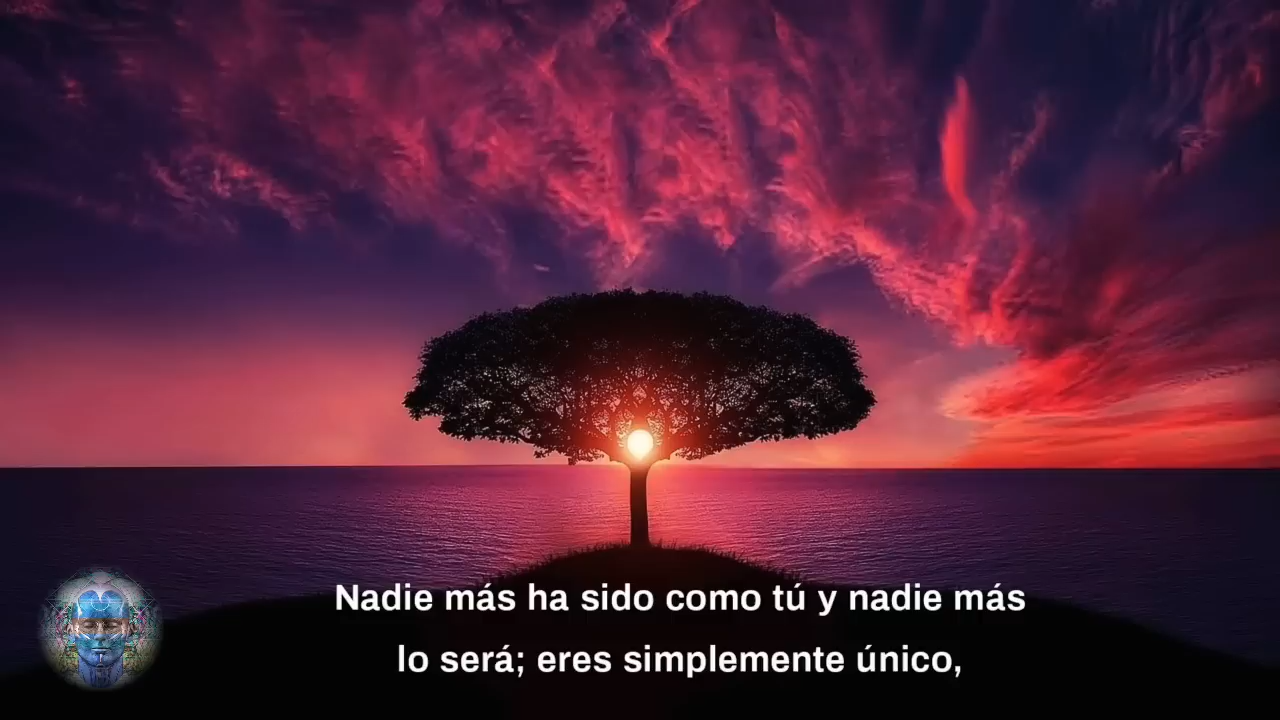 Nadie más ha sido como tú y nadie más
lo será; eres simplemente único,